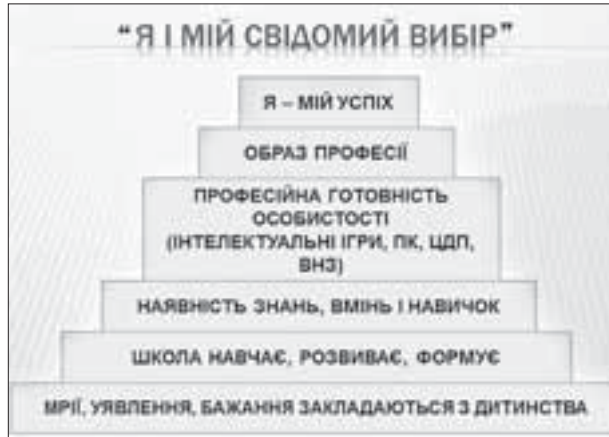 “Я І МІЙ СВІДОМИЙ ВИБІР”
Я – МІЙ УСПІХ
ОБРАЗ ПРОФЕСІЇ
ПРОФЕСІЙНА ГОТОВНІСТЬ
ОСОБИСТОСТІ
(ІНТЕЛЕКТУАЛЬНІ ІГРИ, ПК, ЦДП,
ВНЗ)
НАЯВНІСТЬ ЗНАНЬ, ВМІНЬ І НАВИЧОК
ШКОЛА НАВЧАЄ, РОЗВИВАЄ, ФОРМУЄ
МРІЇ, УЯВЛЕННЯ, БАЖАННЯ ЗАКЛАДАЮТЬСЯ З ДИТИНСТВА